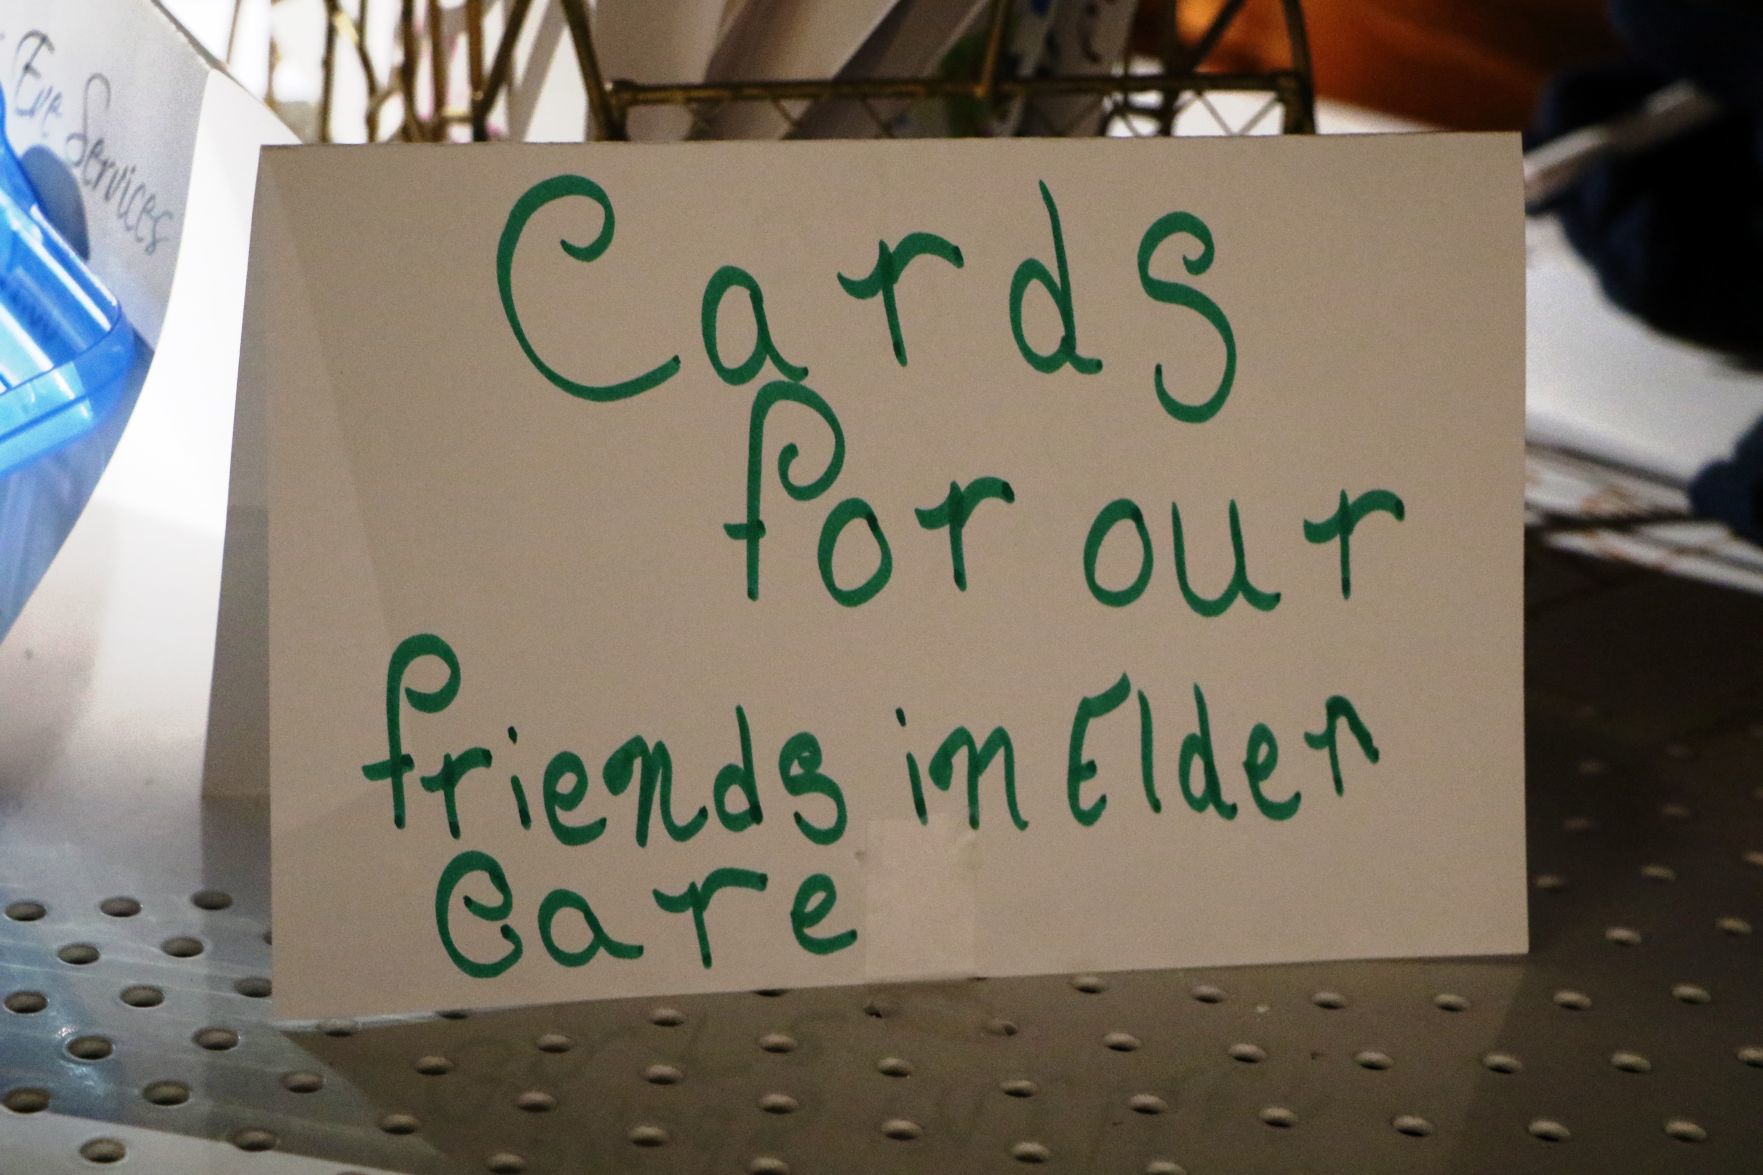 Eve Services
Cards
for our
friends in Elder
Care